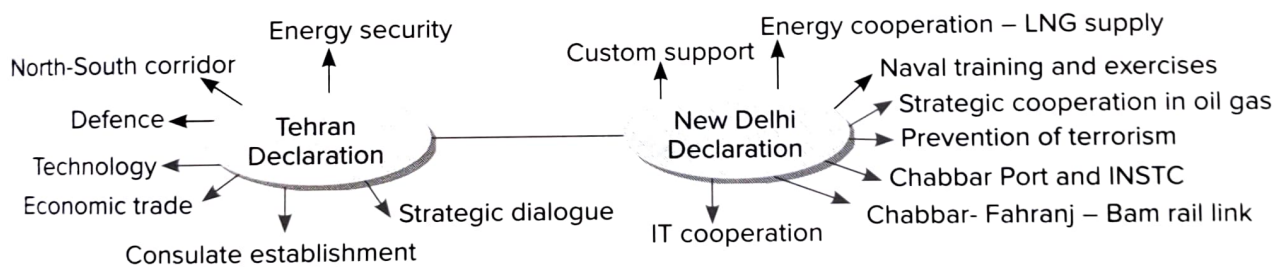 Energy security
North-South corridor
Defence
Technology
Economic trade
Consulate establishment
Strategic dialogue
Tehran
Declaration
Custom support
Energy cooperation – LNG supply
Naval training and exercises
Strategic cooperation in oil gas
Prevention of terrorism
Chabbar Port and INSTC
Chabbar- Fahranj – Bam rail link
IT cooperation
New Delhi
Declaration